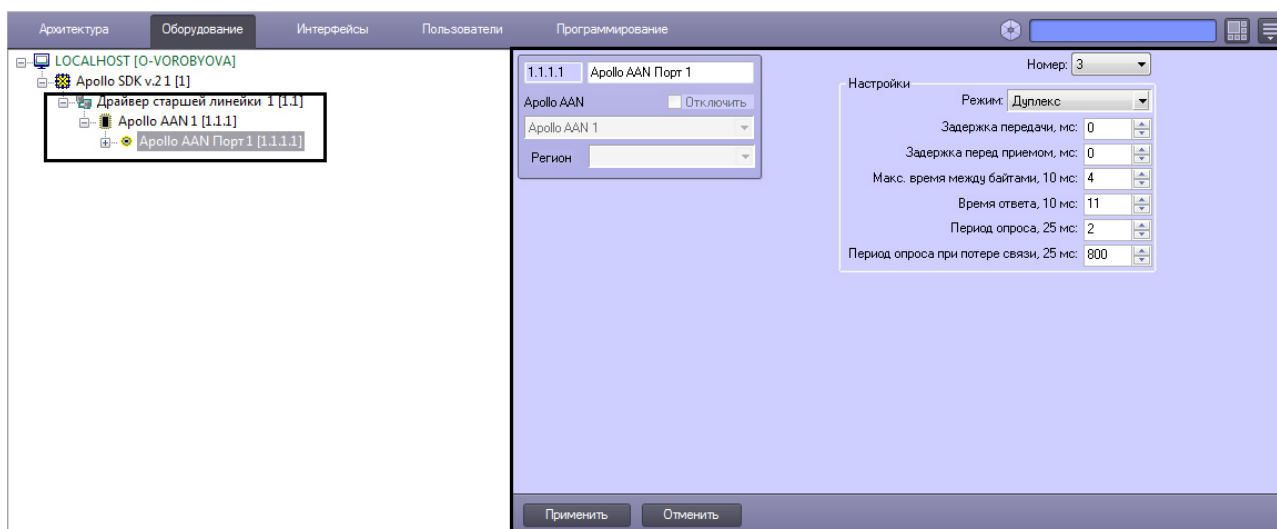 Архитектура Оборудование Интерфейсы Пользователи Программирование
LOCALHOST [O-VOROBYOVA]
Apollo SDK v.2 1 [1]
Драйвер старшей линейки 1 [1.1]
Apollo AAN 1 [1.1.1]
Apollo AAN Порт 1 [1.1.1.1]
1.1.1.1 Apollo AAN Порт 1
Apollo AAN Отключить
Apollo AAN 1
Регион
Номер: 3
Настройки
Режим: Дуплекс
Задержка передачи, мс: 0
Задержка перед приемом, мс: 0
Макс. время между байтами, 10 мс: 4
Время ответа, 10 мс: 11
Период опроса, 25 мс: 2
Период опроса при потере связи, 25 мс: 800
Применить Отменить